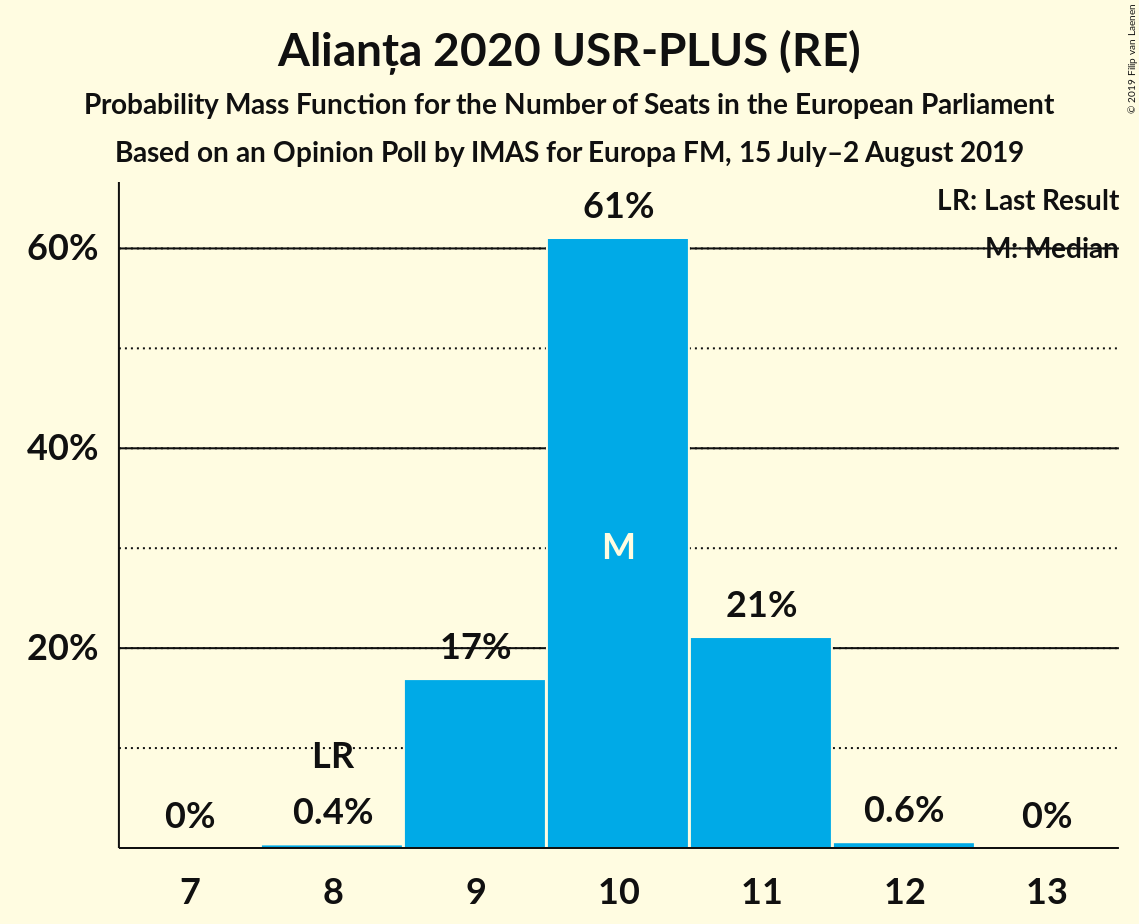 Alianța 2020 USR-PLUS (RE)
Probability Mass Function for the Number of Seats in the European Parliament
Based on an Opinion Poll by IMAS for Europa FM, 15 July–2 August 2019
© 2019 Filip van Laenen
LR: Last Result
M: Median
60%
40%
20%
0%
LR
0.4%
17%
61%
M
21%
0.6%
0%
7 8 9 10 11 12 13